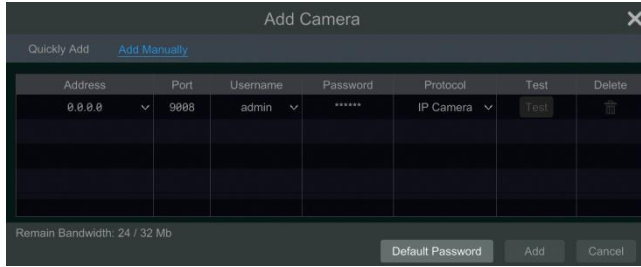 Add Camera
Quickly Add Add Manually
Address Port Username Password Protocol Test Delete
0.0.0.0 9008 admin ****** IP Camera Test
Remain Bandwidth: 24 / 32 Mb
Default Password Add Cancel